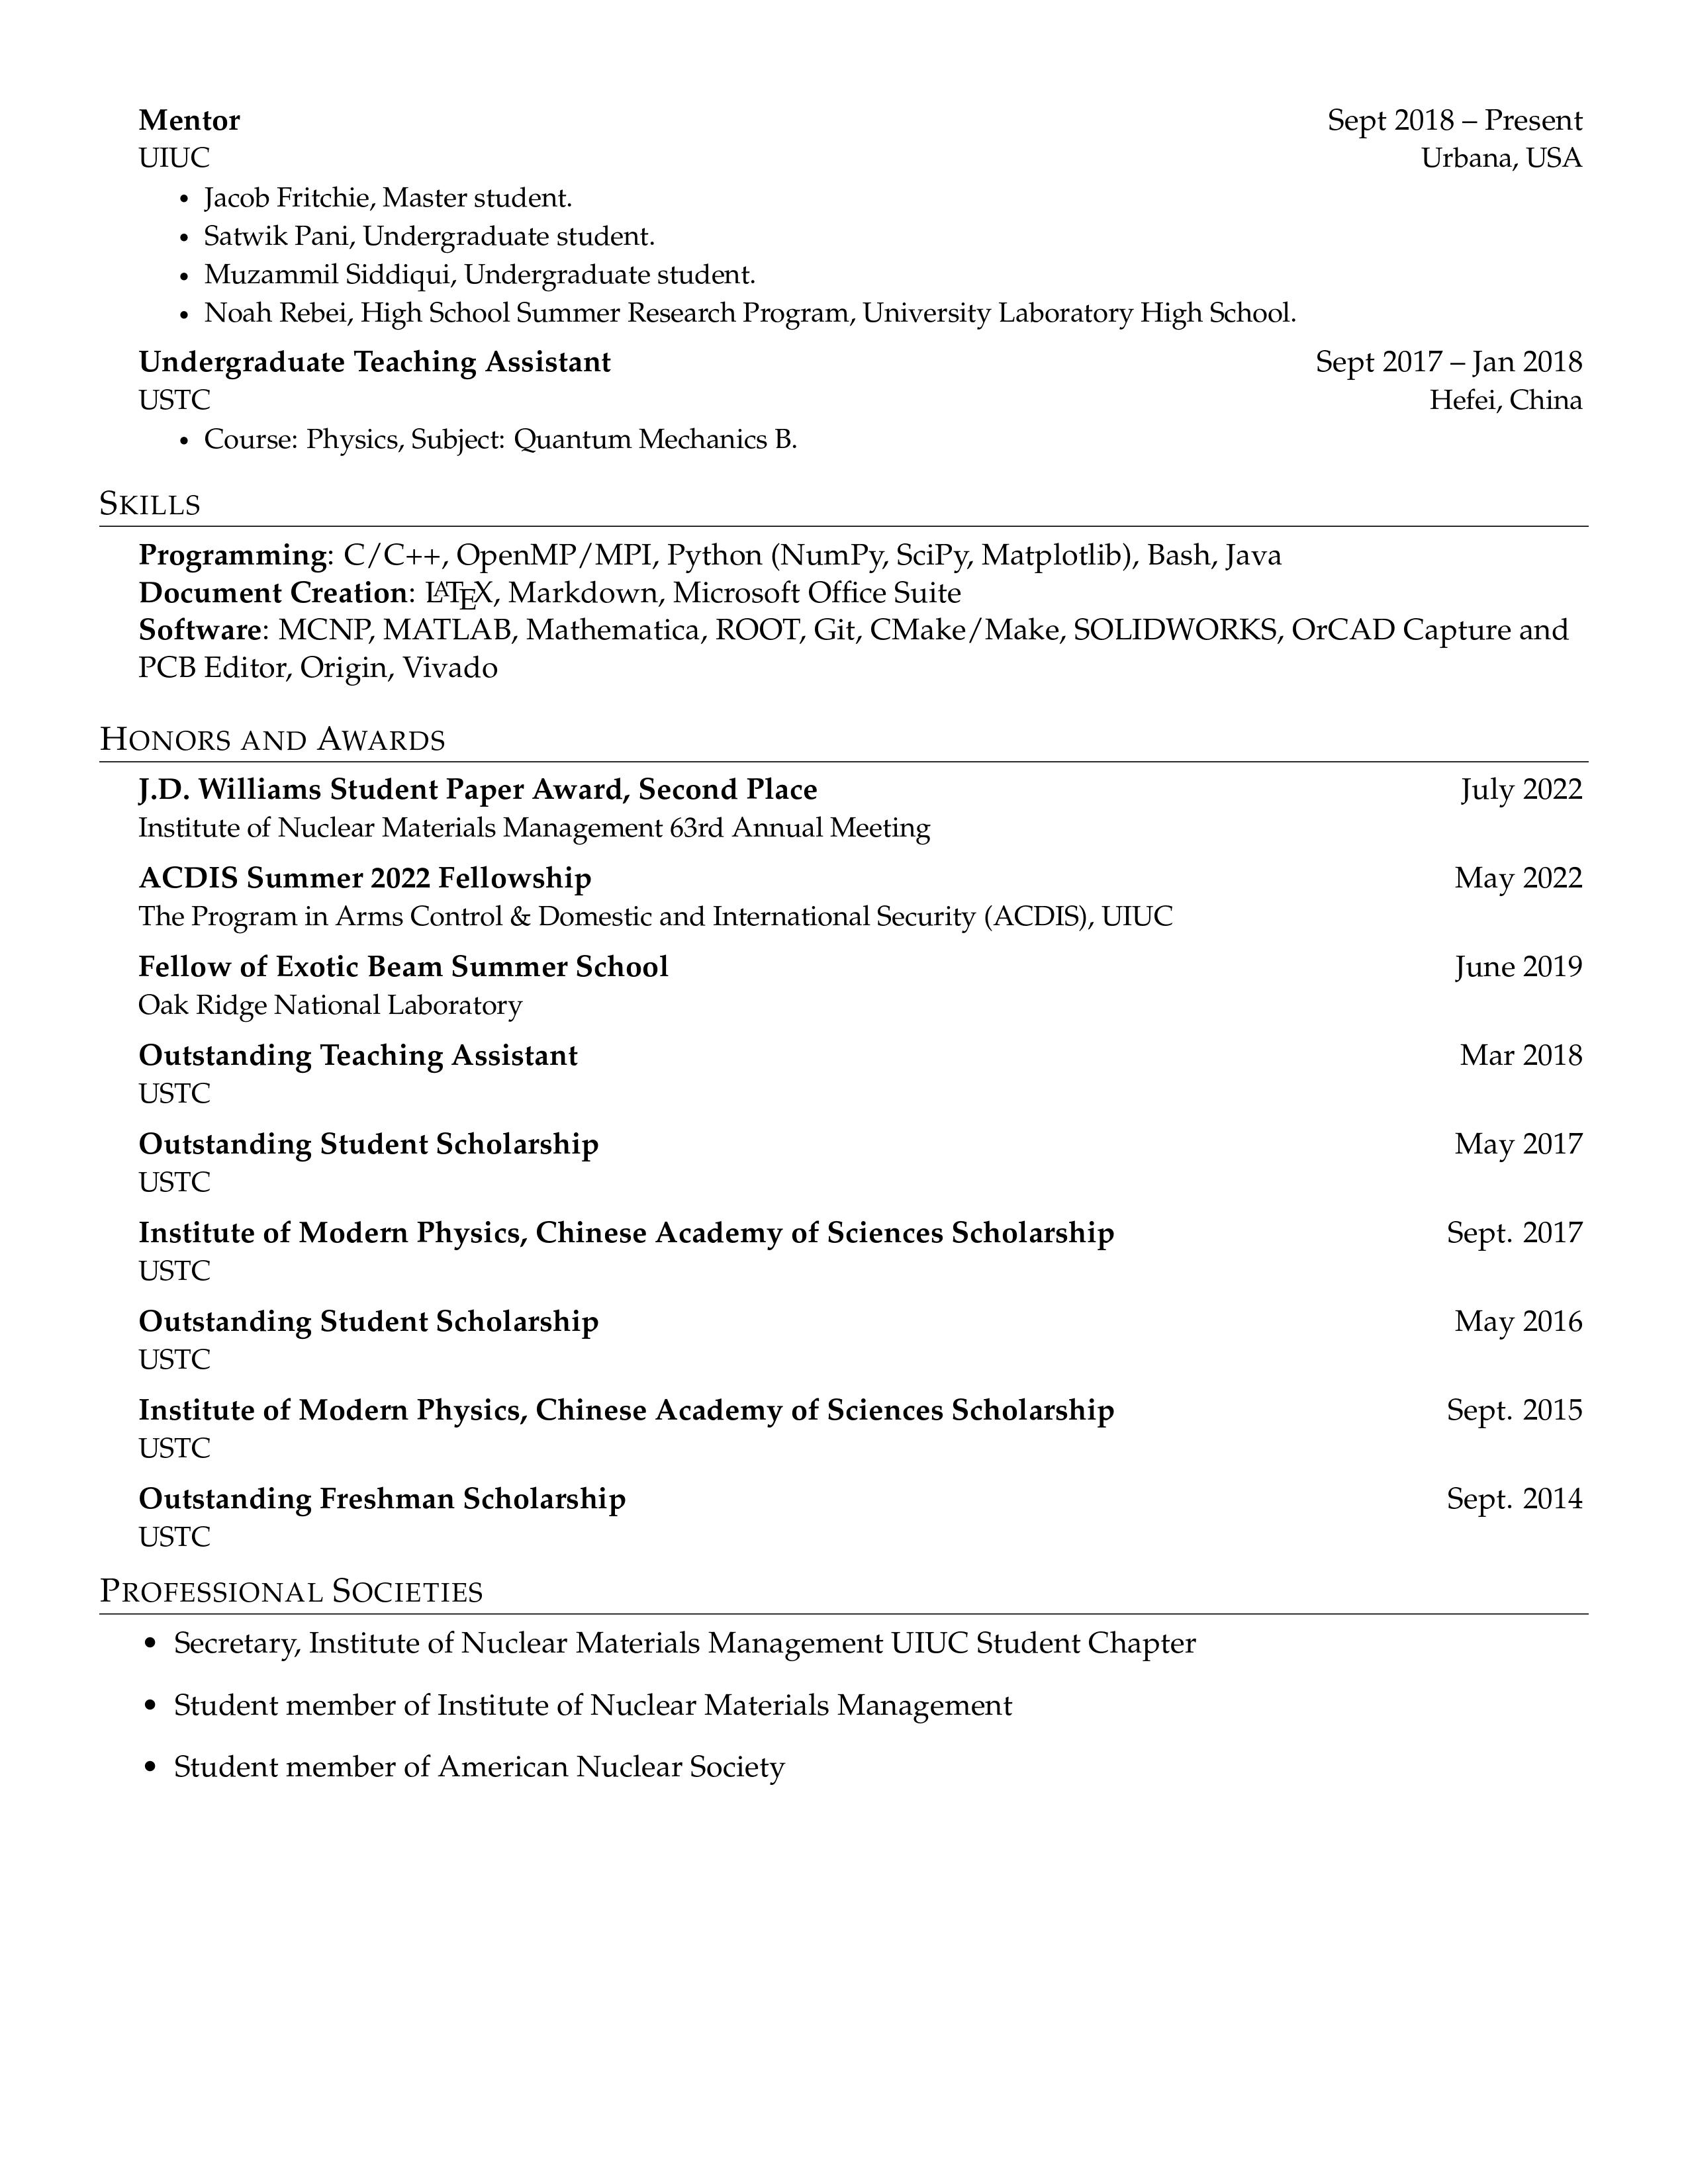 Mentor Sept 2018 – Present
UIUC Urbana, USA
• Jacob Fritchie, Master student.
• Satwik Pani, Undergraduate student.
• Muzammil Siddiqui, Undergraduate student.
• Noah Rebei, High School Summer Research Program, University Laboratory High School.
Undergraduate Teaching Assistant Sept 2017 – Jan 2018
USTC Hefei, China
• Course: Physics, Subject: Quantum Mechanics B.
SKILLS
Programming: C/C++, OpenMP/MPI, Python (NumPy, SciPy, Matplotlib), Bash, Java
Document Creation: LATEX, Markdown, Microsoft Office Suite
Software: MCNP, MATLAB, Mathematica, ROOT, Git, CMake/Make, SOLIDWORKS, OrCAD Capture and
PCB Editor, Origin, Vivado
HONORS AND AWARDS
J.D. Williams Student Paper Award, Second Place July 2022
Institute of Nuclear Materials Management 63rd Annual Meeting
ACDIS Summer 2022 Fellowship May 2022
The Program in Arms Control & Domestic and International Security (ACDIS), UIUC
Fellow of Exotic Beam Summer School June 2019
Oak Ridge National Laboratory
Outstanding Teaching Assistant Mar 2018
USTC
Outstanding Student Scholarship May 2017
USTC
Institute of Modern Physics, Chinese Academy of Sciences Scholarship Sept. 2017
USTC
Outstanding Student Scholarship May 2016
USTC
Institute of Modern Physics, Chinese Academy of Sciences Scholarship Sept. 2015
USTC
Outstanding Freshman Scholarship Sept. 2014
USTC
PROFESSIONAL SOCIETIES
• Secretary, Institute of Nuclear Materials Management UIUC Student Chapter
• Student member of Institute of Nuclear Materials Management
• Student member of American Nuclear Society